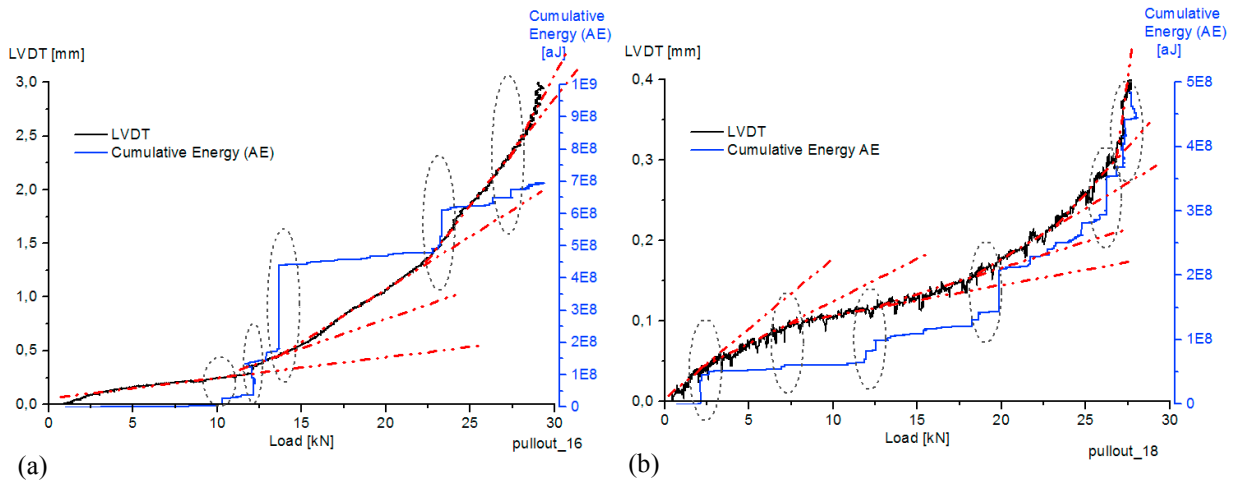 Cumulative
Energy (AE)
[aJ]
LVDT [mm]
3,0
2,5
2,0
1,5
1,0
0,5
0,0
LVDT
Cumulative Energy (AE)
1E9
9E8
8E8
7E8
6E8
5E8
4E8
3E8
2E8
1E8
0
0 5 10 15 20 25 30
Load [kN]
pullout_16
(a)
Cumulative
Energy (AE)
[aJ]
LVDT [mm]
0,4
0,3
0,2
0,1
0,0
LVDT
Cumulative Energy AE
5E8
4E8
3E8
2E8
1E8
0
0 5 10 15 20 25 30
Load [kN]
pullout_18
(b)